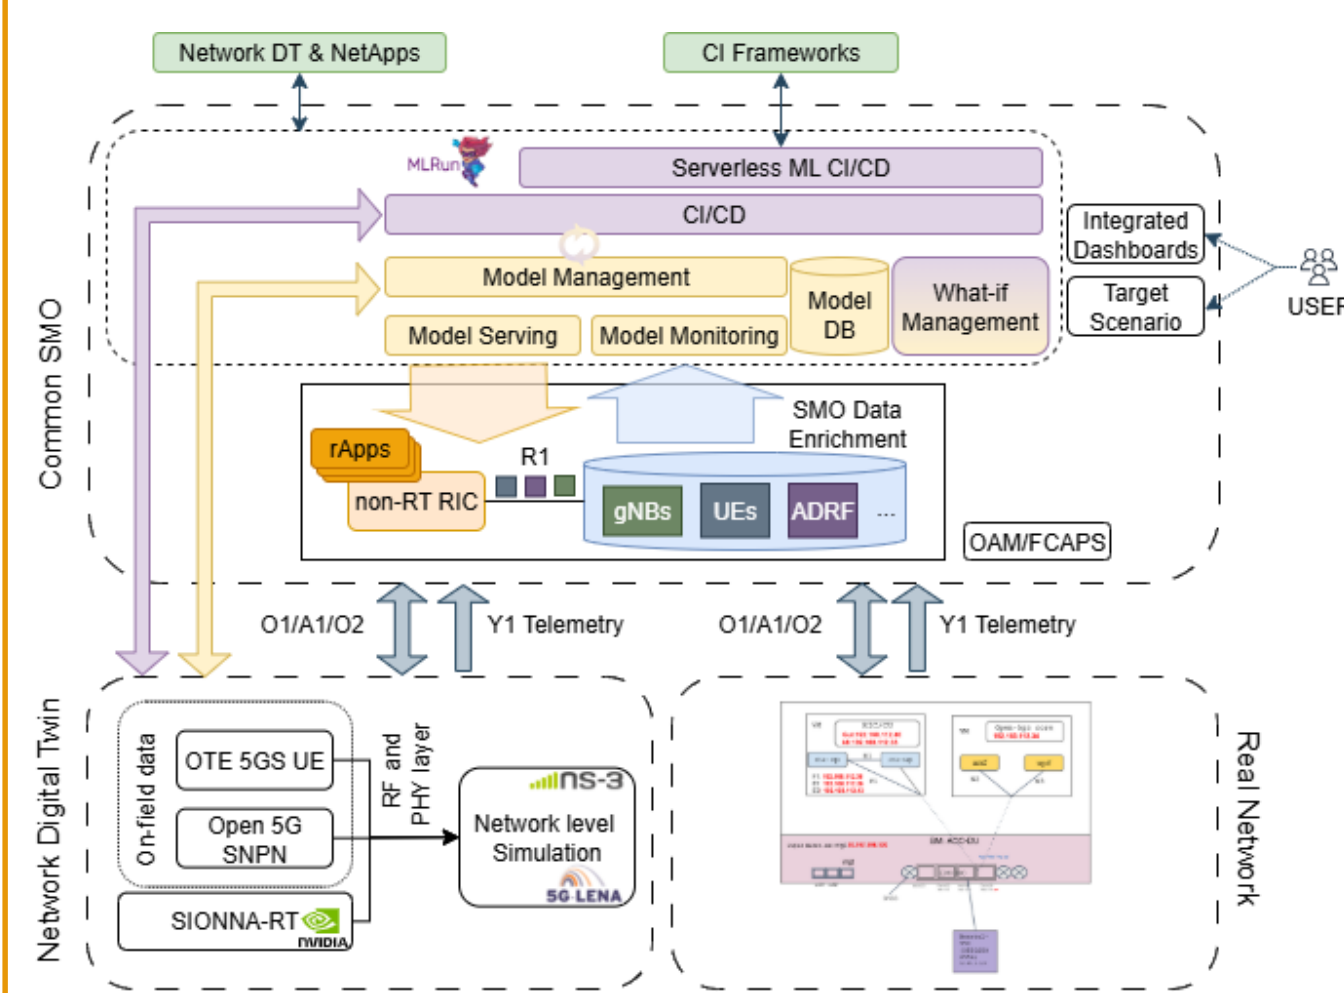 Network DT & NetApps
CI Frameworks
MLRun
Serverless ML CI/CD
CI/CD
Integrated
Dashboards
Model Management
Model
DB
What-if
Management
Target
Scenario
USER
Model Serving
Model Monitoring
Common SMO
SMO Data
Enrichment
rApps
R1
non-RT RIC
gNBs
UEs
ADRF
...
OAM/FCAPS
O1/A1/O2
Y1 Telemetry
O1/A1/O2
Y1 Telemetry
Network Digital Twin
On-field data
OTE 5GS UE
Open 5G
SNPN
RF and
PHY layer
SIONNA-RT
NVIDIA
ns-3
Network level
Simulation
5G LENA
Real Network